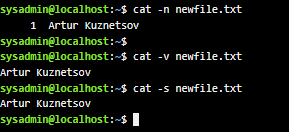 sysadmin@localhost:~$ cat -n newfile.txt
     1  Artur Kuznetsov
sysadmin@localhost:~$
sysadmin@localhost:~$ cat -v newfile.txt
Artur Kuznetsov
sysadmin@localhost:~$ cat -s newfile.txt
Artur Kuznetsov
sysadmin@localhost:~$